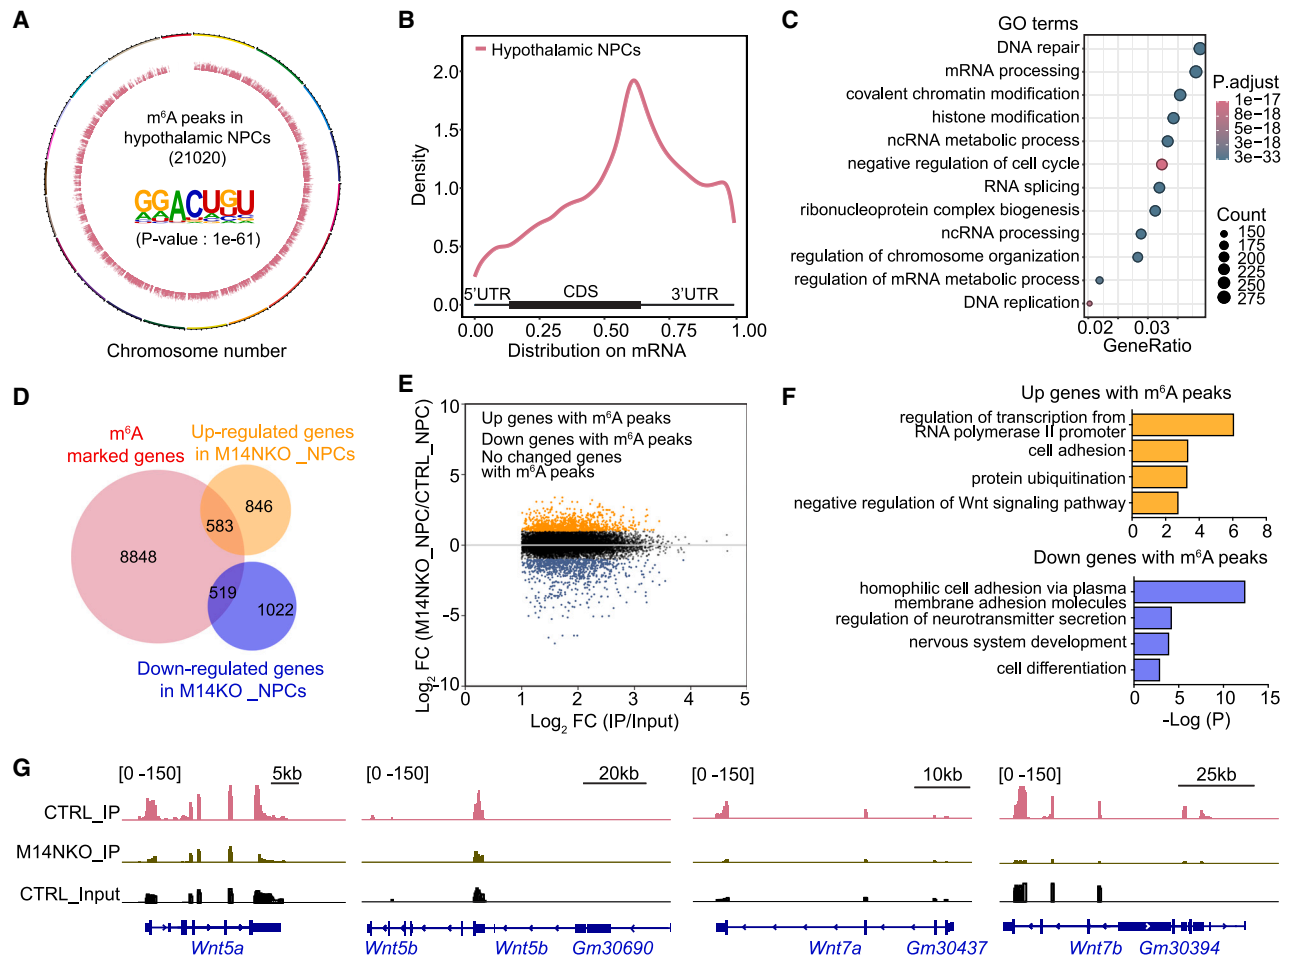 A
m⁶A peaks in
hypothalamic NPCs
(21020)
GGACUGU
(P-value : 1e-61)
Chromosome number
B
Hypothalamic NPCs
2.0
1.5
1.0
0.5
0.0
Density
5'UTR CDS 3'UTR
0.00 0.25 0.50 0.75 1.00
Distribution on mRNA
C
GO terms
DNA repair
mRNA processing
covalent chromatin modification
histone modification
ncRNA metabolic process
negative regulation of cell cycle
RNA splicing
ribonucleoprotein complex biogenesis
ncRNA processing
regulation of chromosome organization
regulation of mRNA metabolic process
DNA replication
0.02 0.03
GeneRatio
P.adjust
1e−17
8e−18
5e−18
3e−18
3e−33
Count
150
175
200
225
250
275
D
m⁶A
marked genes
Up-regulated genes
in M14NKO _NPCs
846
583
8848
519
1022
Down-regulated genes
in M14KO _NPCs
E
Log₂ FC (M14NKO_NPC/CTRL_NPC)
10
5
0
−5
−10
Up genes with m⁶A peaks
Down genes with m⁶A peaks
No changed genes
with m⁶A peaks
0 1 2 3 4 5
Log₂ FC (IP/Input)
F
Up genes with m⁶A peaks
regulation of transcription from
RNA polymerase II promoter
cell adhesion
protein ubiquitination
negative regulation of Wnt signaling pathway
0 2 4 6 8
Down genes with m⁶A peaks
homophilic cell adhesion via plasma
membrane adhesion molecules
regulation of neurotransmitter secretion
nervous system development
cell differentiation
0 5 10 15
-Log (P)
G
[0 -150] 5kb [0 -150] 20kb [0 -150] 10kb [0 -150] 25kb
CTRL_IP
M14NKO_IP
CTRL_Input
Wnt5a Wnt5b Wnt5b Gm30690 Wnt7a Gm30437 Wnt7b Gm30394